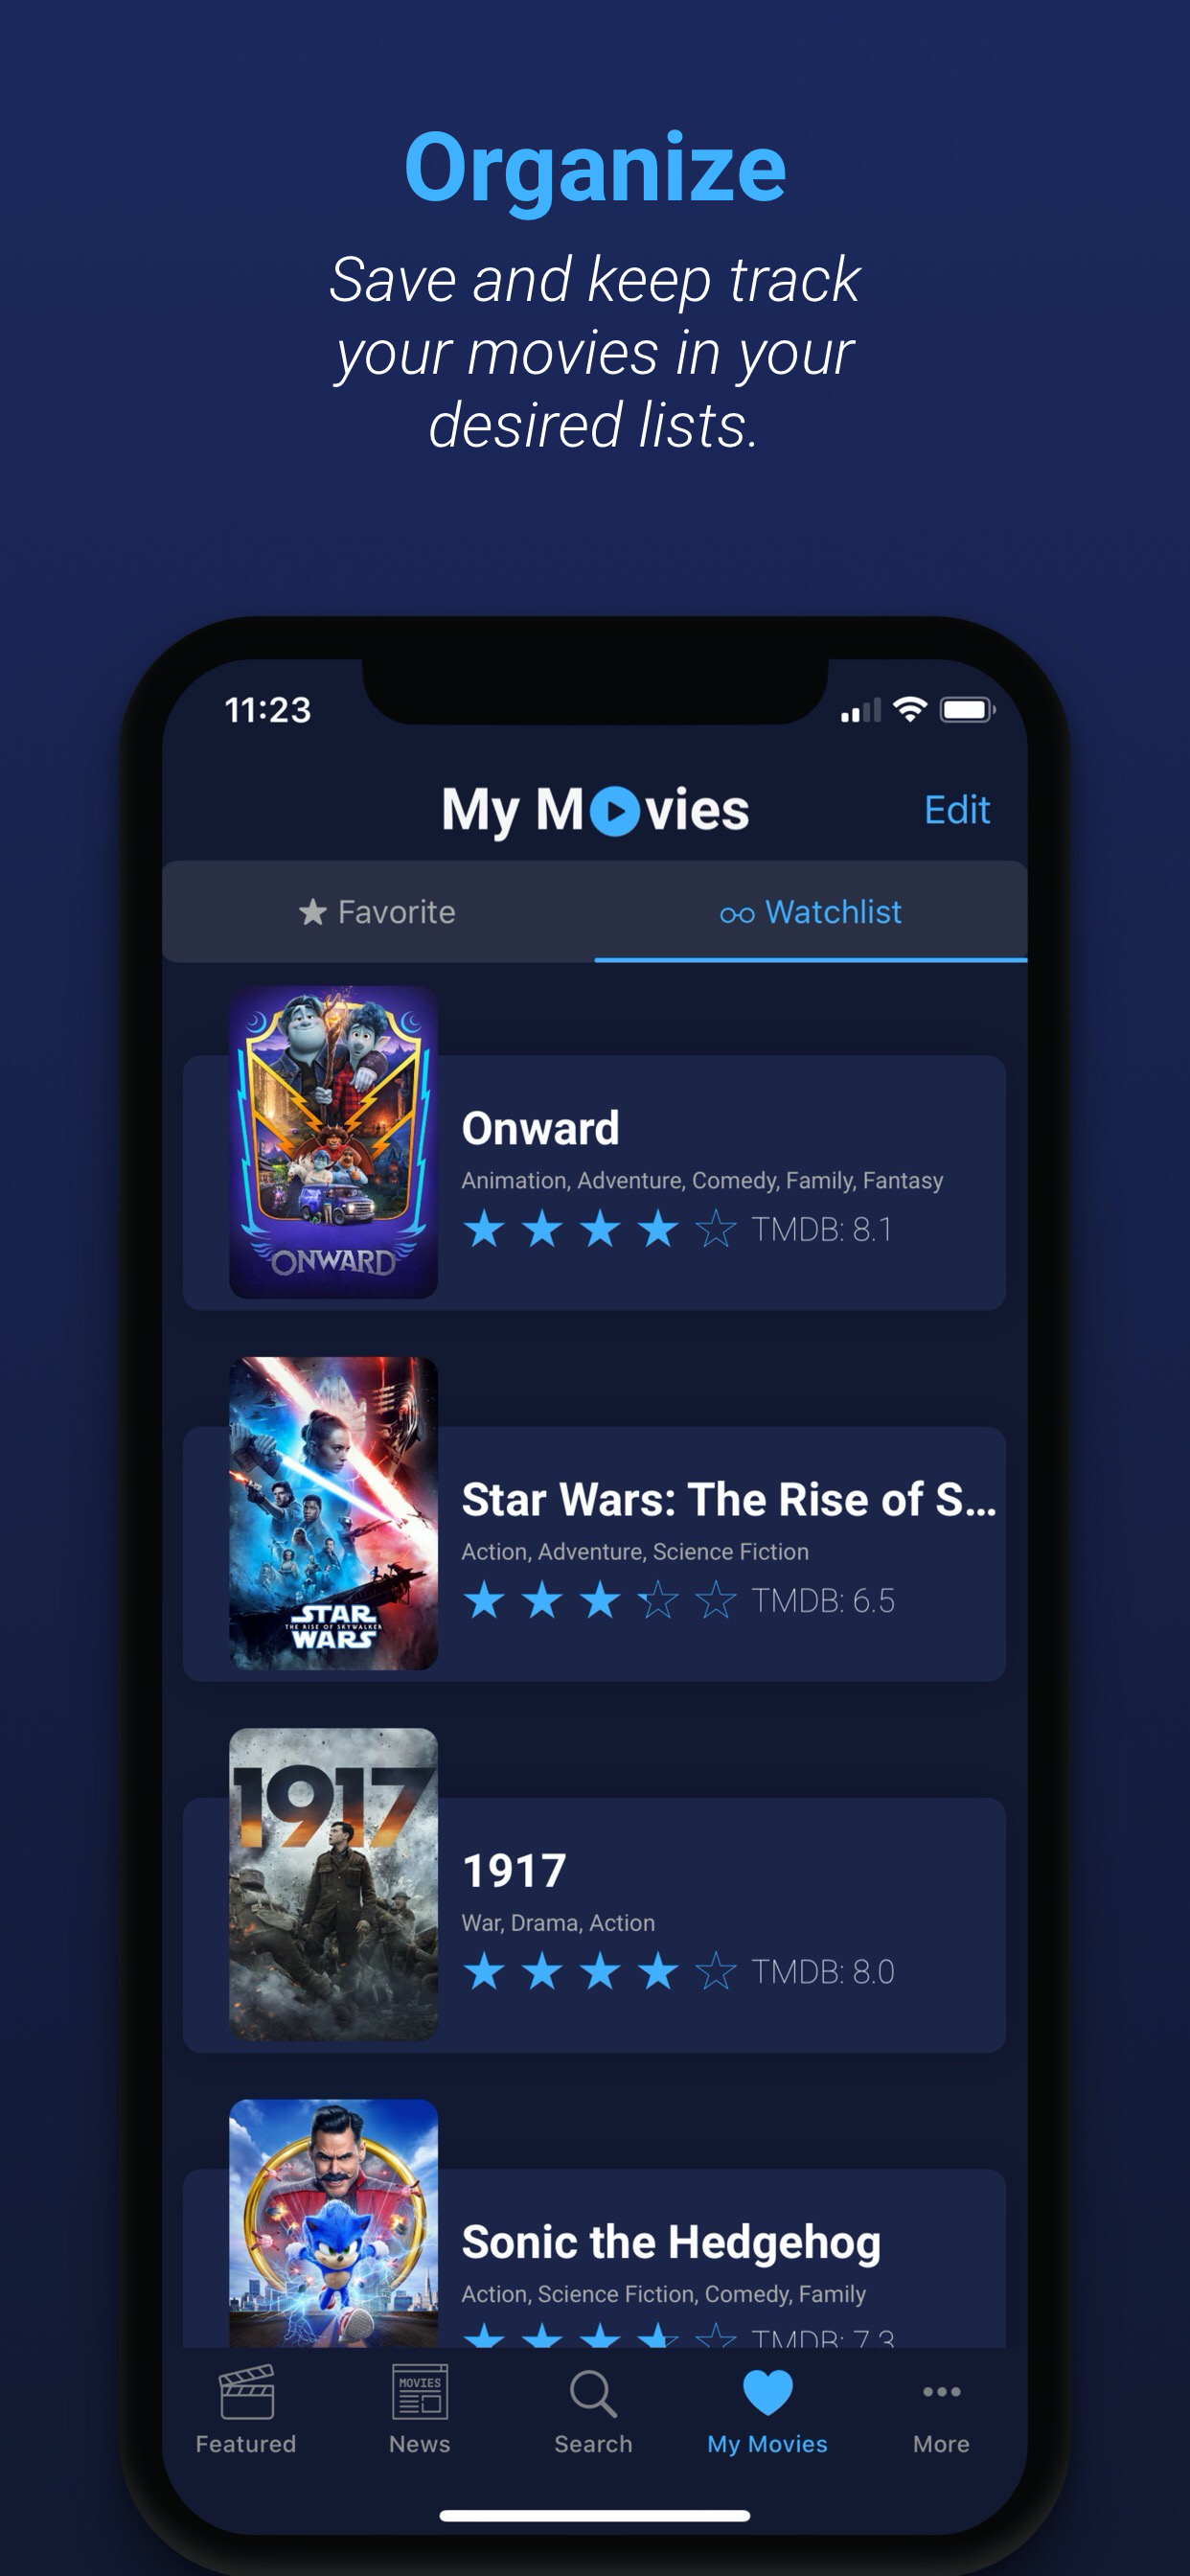 Organize
Save and keep track
your movies in your
desired lists.
11:23
My Movies
Edit
Favorite
Watchlist
ONWARD
Onward
Animation, Adventure, Comedy, Family, Fantasy
TMDB: 8.1
STAR
THE RISE OF SKYWALKER
WARS
Star Wars: The Rise of S...
Action, Adventure, Science Fiction
TMDB: 6.5
1917
1917
War, Drama, Action
TMDB: 8.0
Sonic the Hedgehog
Action, Science Fiction, Comedy, Family
TMDB: 7.3
MOVIES
Featured
News
Search
My Movies
More